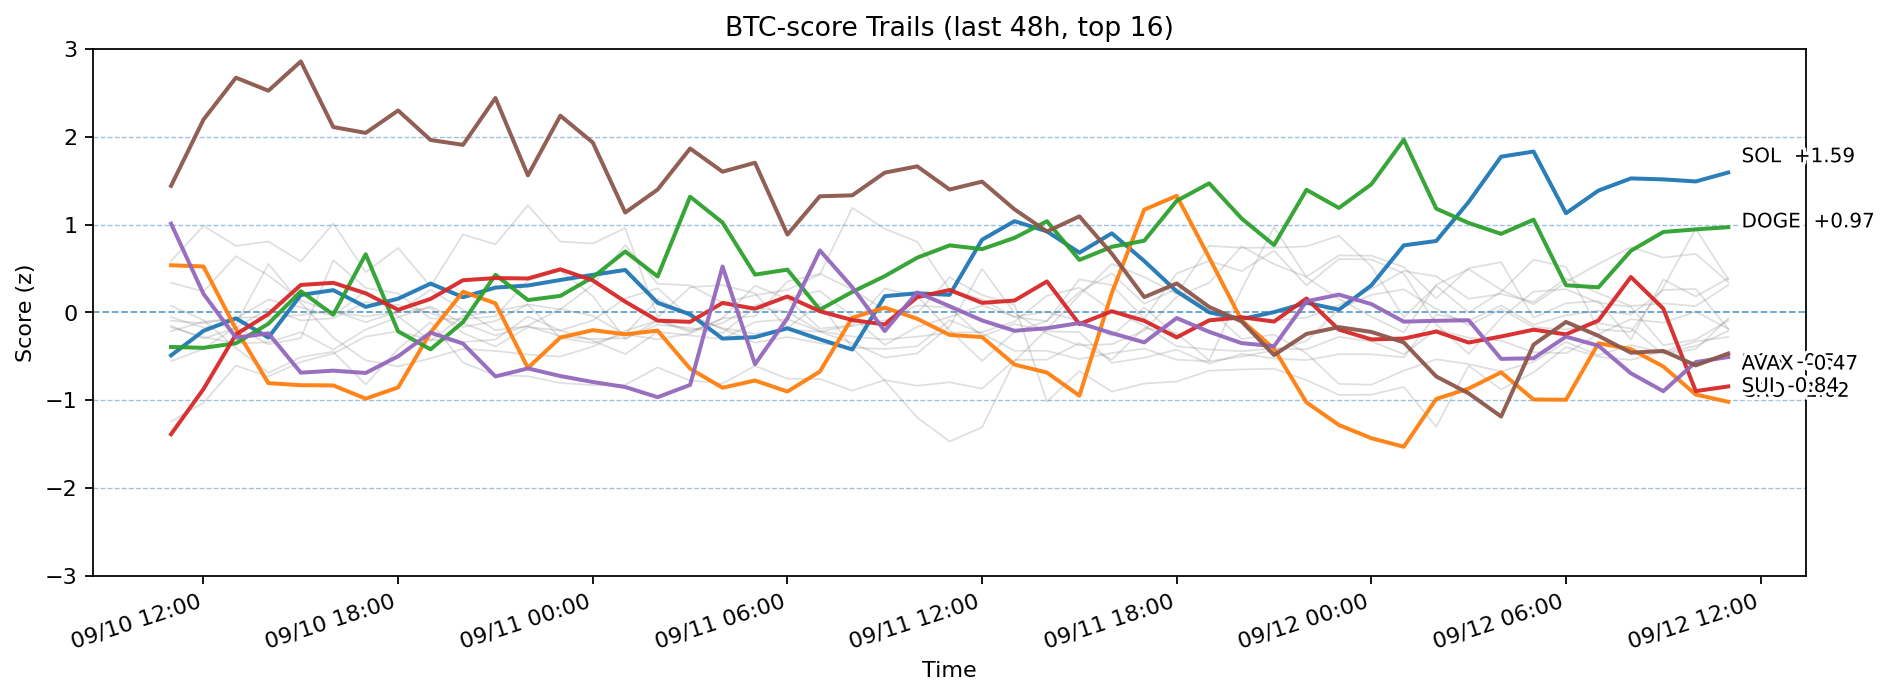 BTC-score Trails (last 48h, top 16)
Score (z)
3
2
1
0
−1
−2
−3
SOL +1.59
DOGE +0.97
AVAX -0.47
SUI -0.84
09/10 12:00
09/10 18:00
09/11 00:00
09/11 06:00
09/11 12:00
09/11 18:00
09/12 00:00
09/12 06:00
09/12 12:00
Time